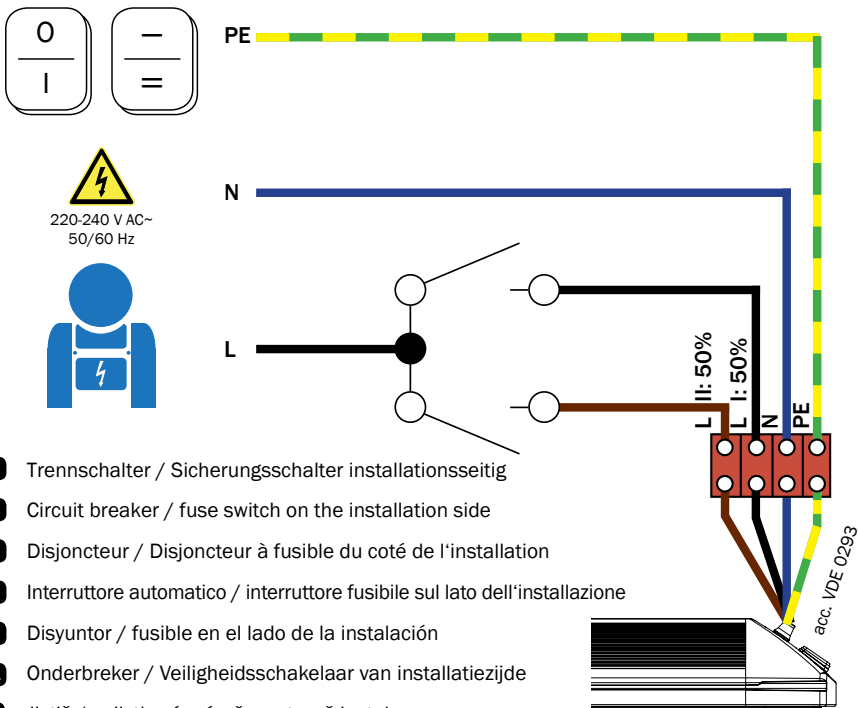 0
I
–
=
PE
220-240 V AC~
50/60 Hz
N
L
L II: 50%
L I: 50%
N
PE
Trennschalter / Sicherungsschalter installationsseitig
Circuit breaker / fuse switch on the installation side
Disjoncteur / Disjoncteur à fusible du coté de l‘installation
Interruttore automatico / interruttore fusibile sul lato dell‘installazione
Disyuntor / fusible en el lado de la instalación
Onderbreker / Veiligheidsschakelaar van installatiezijde
acc. VDE 0293